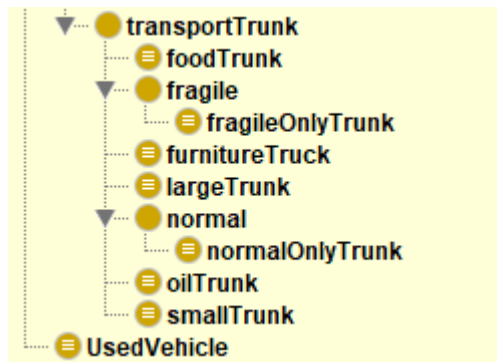 transportTrunk
foodTrunk
fragile
fragileOnlyTrunk
furnitureTruck
largeTrunk
normal
normalOnlyTrunk
oilTrunk
smallTrunk
UsedVehicle